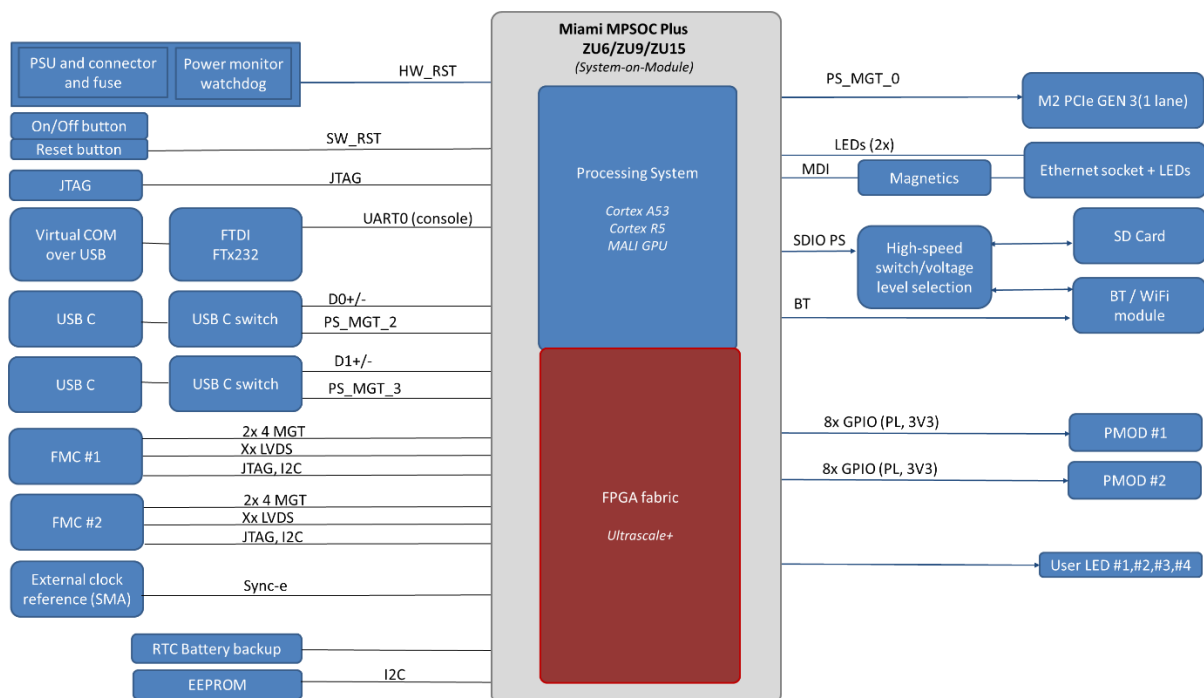 Miami MPSOC Plus
ZU6/ZU9/ZU15
(System-on-Module)
PSU and connector
and fuse
Power monitor
watchdog
HW_RST
On/Off button
Reset button
SW_RST
JTAG
JTAG
Virtual COM
over USB
FTDI
FTx232
UART0 (console)
USB C
USB C switch
D0+/-
PS_MGT_2
USB C
USB C switch
D1+/-
PS_MGT_3
FMC #1
2x 4 MGT
Xx LVDS
JTAG, I2C
FMC #2
2x 4 MGT
Xx LVDS
JTAG, I2C
External clock
reference (SMA)
Sync-e
RTC Battery backup
EEPROM
I2C
Processing System
Cortex A53
Cortex R5
MALI GPU
FPGA fabric
Ultrascale+
PS_MGT_0
M2 PCIe GEN 3(1 lane)
LEDs (2x)
MDI
Magnetics
Ethernet socket + LEDs
SDIO PS
High-speed
switch/voltage
level selection
SD Card
BT
BT / WiFi
module
8x GPIO (PL, 3V3)
PMOD #1
8x GPIO (PL, 3V3)
PMOD #2
User LED #1,#2,#3,#4